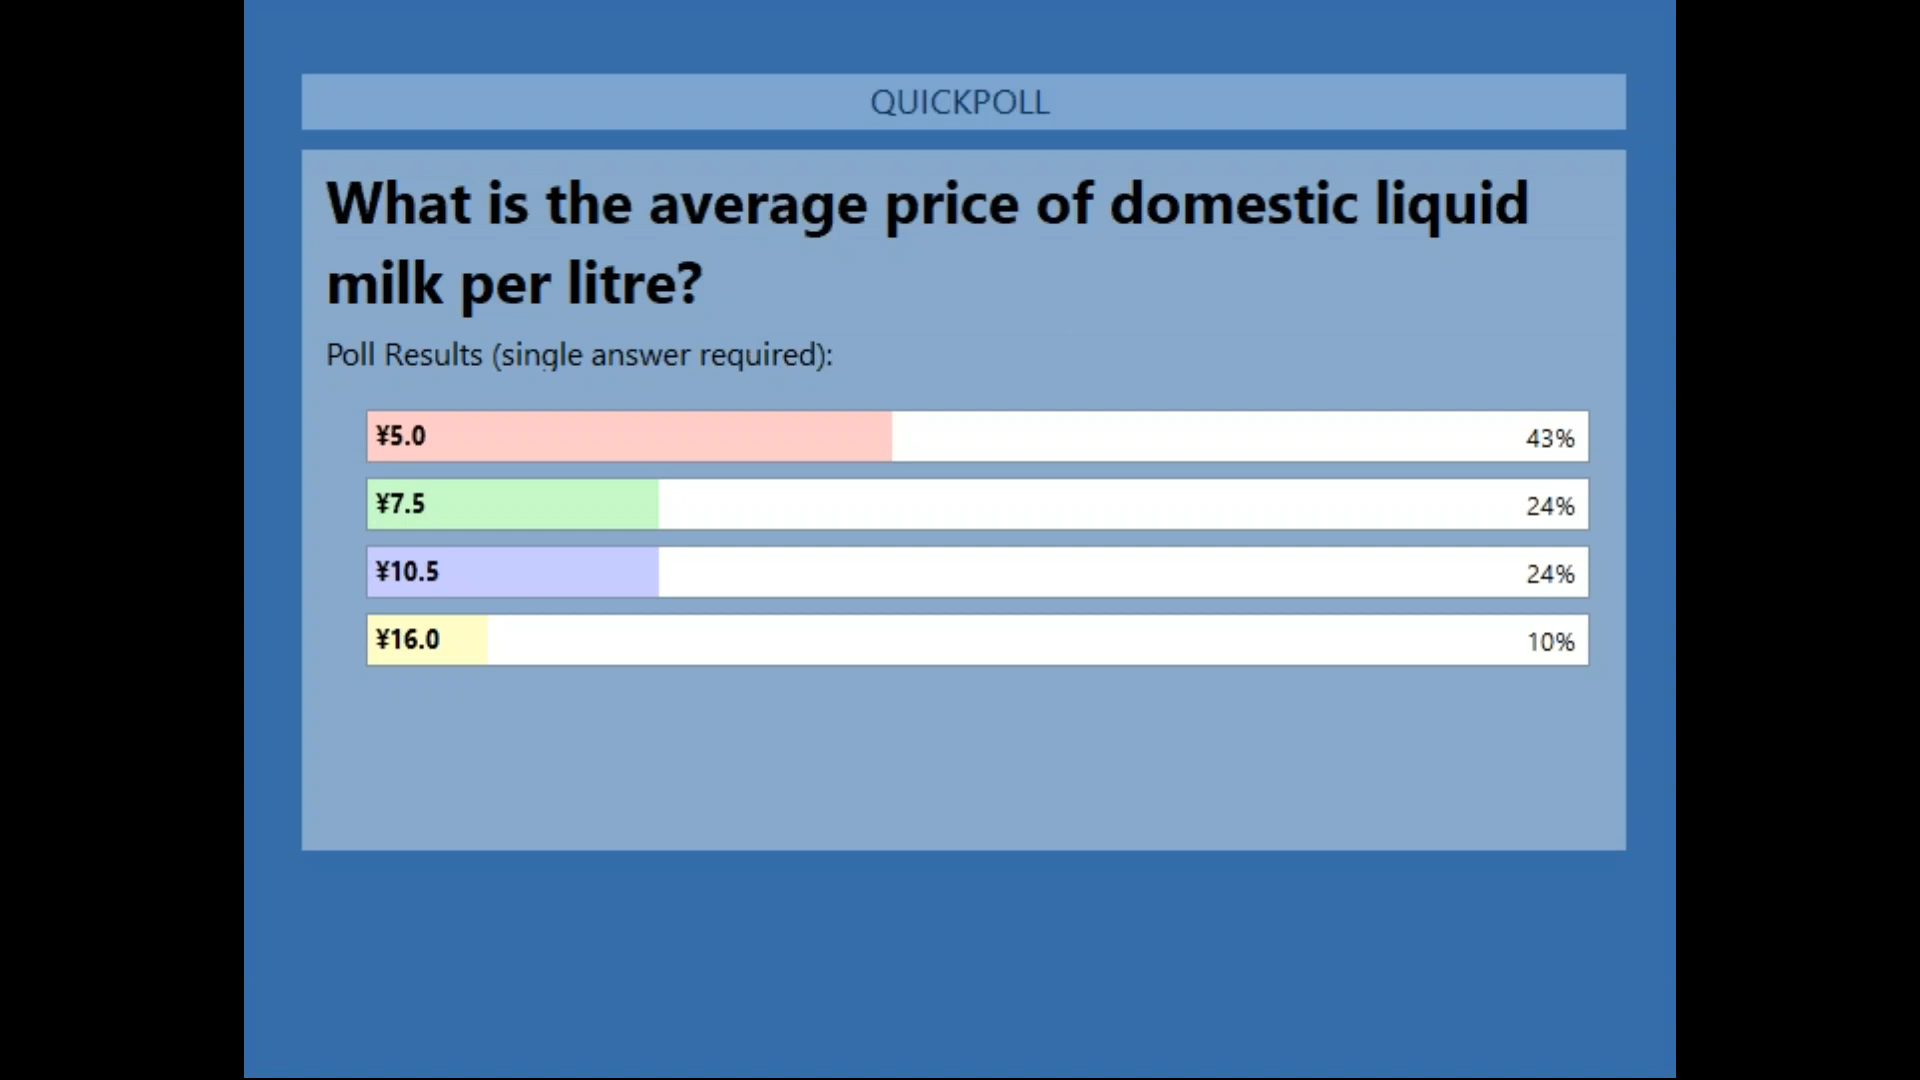 QUICKPOLL
What is the average price of domestic liquid
milk per litre?
Poll Results (single answer required):
¥5.0 43%
¥7.5 24%
¥10.5 24%
¥16.0 10%